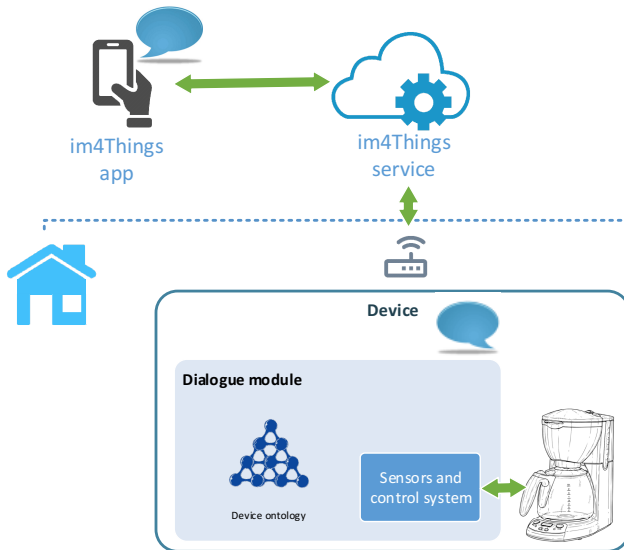 im4Things
app
im4Things
service
Device
Dialogue module
Sensors and
control system
Device ontology